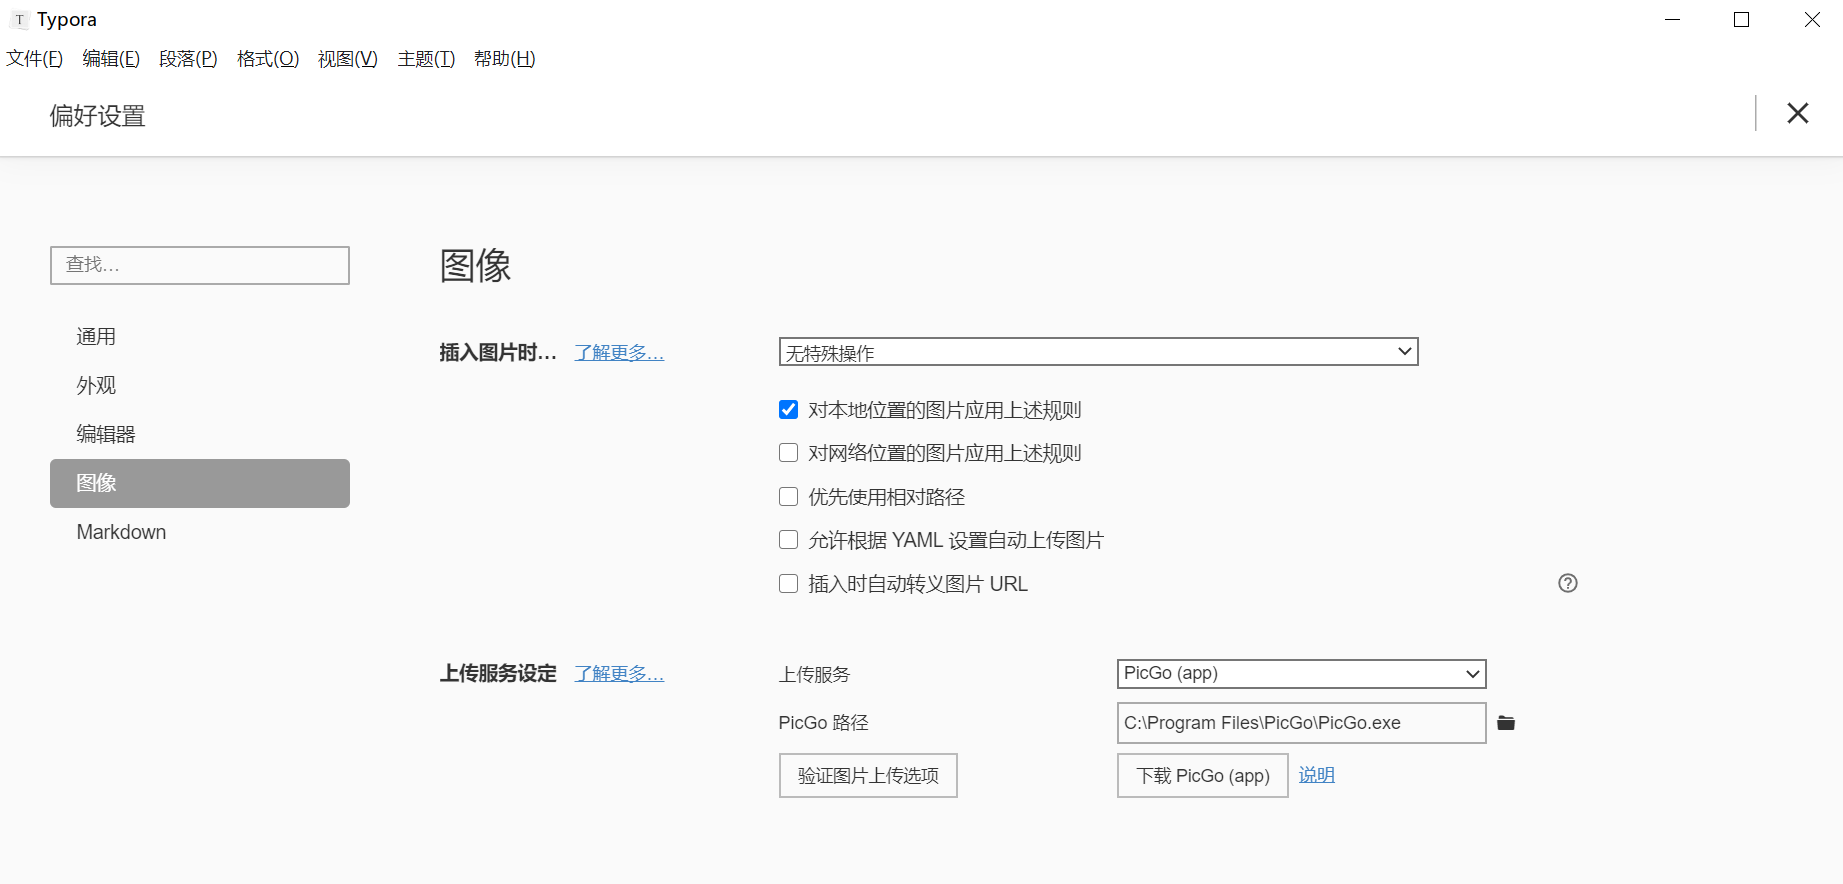 T Typora
文件(F) 编辑(E) 段落(P) 格式(O) 视图(V) 主题(T) 帮助(H)
偏好设置
查找...
通用
外观
编辑器
图像
Markdown
图像
插入图片时... 了解更多... 无特殊操作
对本地位置的图片应用上述规则
对网络位置的图片应用上述规则
优先使用相对路径
允许根据 YAML 设置自动上传图片
插入时自动转义图片 URL ?
上传服务设定 了解更多... 上传服务 PicGo (app)
PicGo 路径 C:\Program Files\PicGo\PicGo.exe
验证图片上传选项 下载 PicGo (app) 说明